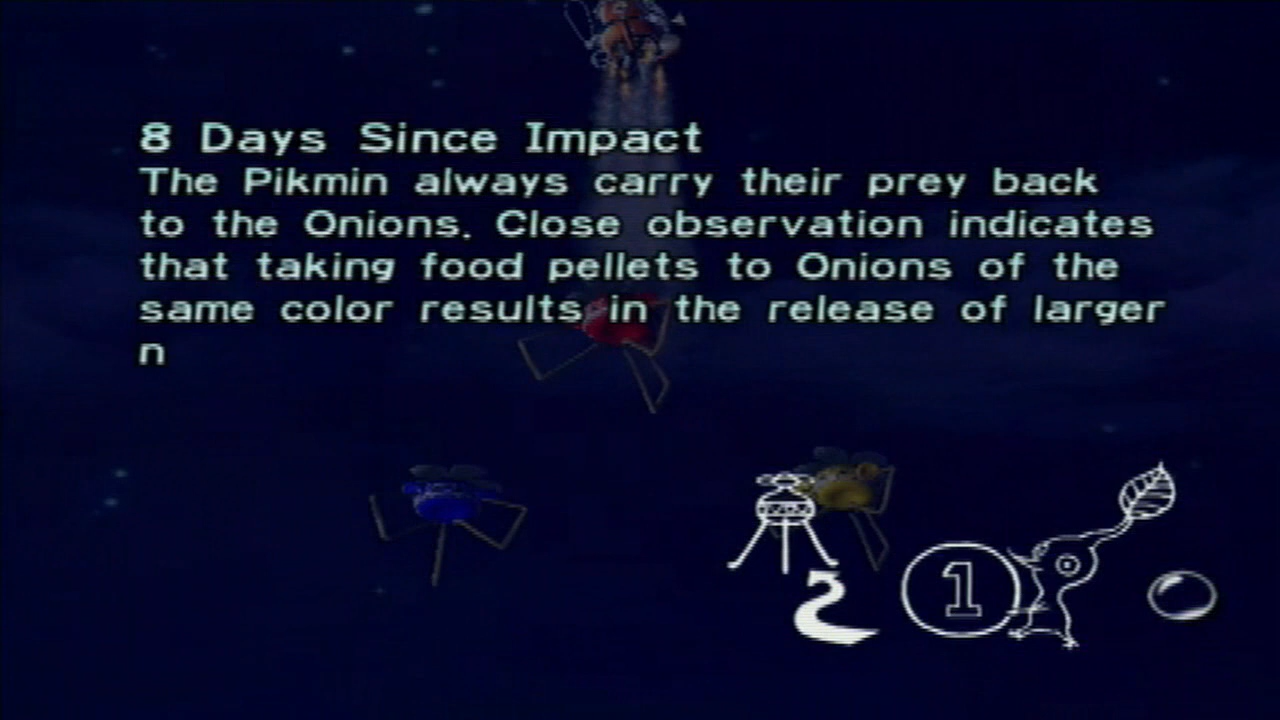 8 Days Since Impact
The Pikmin always carry their prey back
to the Onions. Close observation indicates
that taking food pellets to Onions of the
same color results in the release of larger
n
1